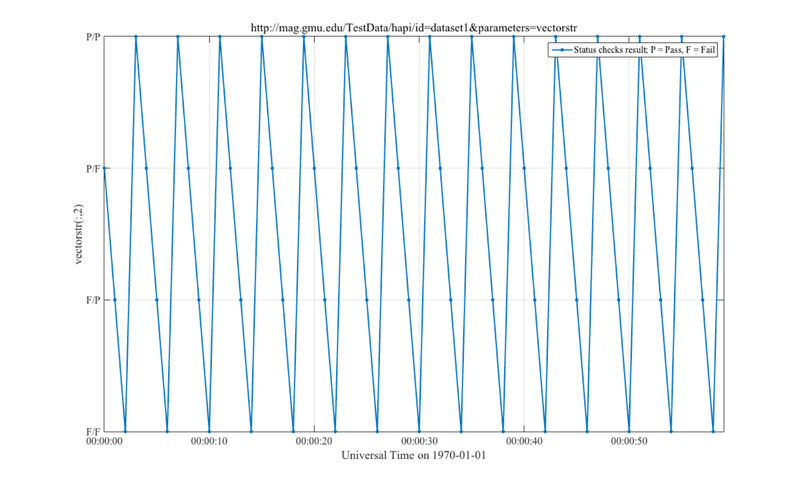 http://mag.gmu.edu/TestData/hapi/id=dataset1&parameters=vectorstr
Status checks result; P = Pass, F = Fail
P/P
P/F
F/P
F/F
vectorstr(:,2)
00:00:00 00:00:10 00:00:20 00:00:30 00:00:40 00:00:50
Universal Time on 1970-01-01